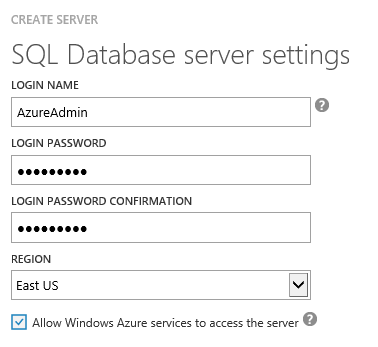 CREATE SERVER
SQL Database server settings
LOGIN NAME
AzureAdmin
?
LOGIN PASSWORD
●●●●●●●●●
LOGIN PASSWORD CONFIRMATION
●●●●●●●●●
REGION
East US
Allow Windows Azure services to access the server ?